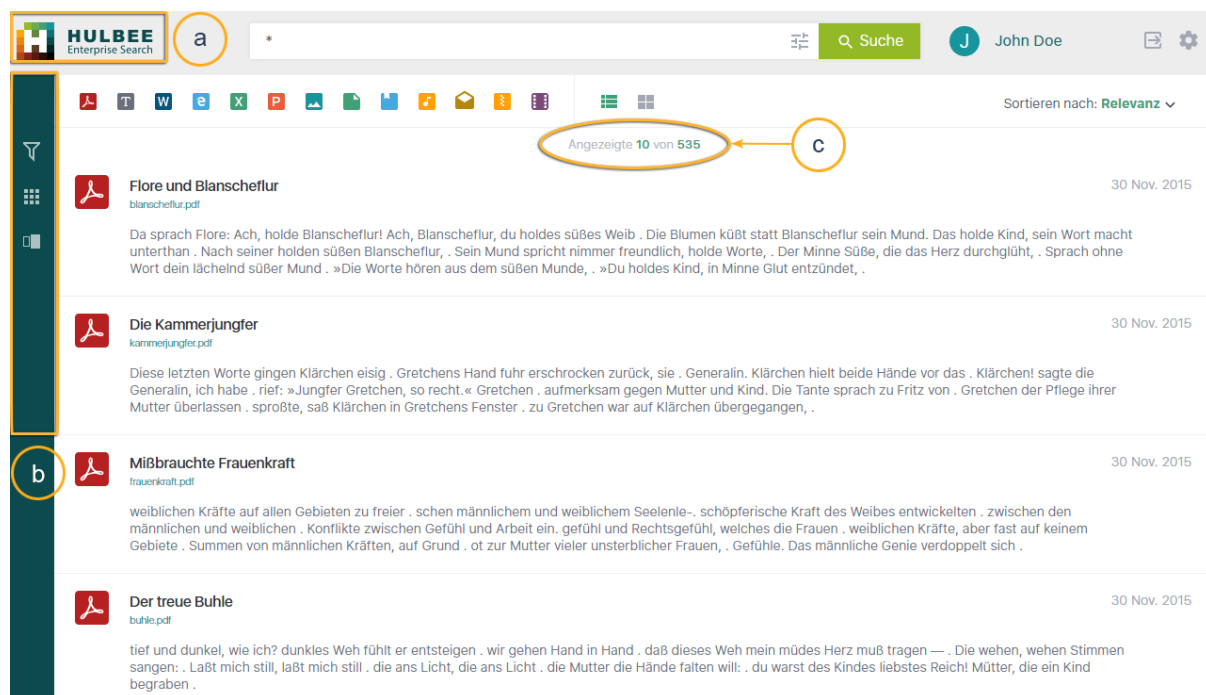 HULBEE
Enterprise Search
a
*
Suche
J
John Doe
T W e X P
Sortieren nach: Relevanz
Angezeigte 10 von 535
c
Flore und Blanscheflur
30 Nov. 2015
blanscheflur.pdf
Da sprach Flore: Ach, holde Blanscheflur! Ach, Blanscheflur, du holdes süßes Weib . Die Blumen küßt statt Blanscheflur sein Mund. Das holde Kind, sein Wort macht
unterthan . Nach seiner holden süßen Blanscheflur, . Sein Mund spricht nimmer freundlich, holde Worte, . Der Minne Süße, die das Herz durchglüht, . Sprach ohne
Wort dein lächelnd süßer Mund . »Die Worte hören aus dem süßen Munde, . »Du holdes Kind, in Minne Glut entzündet, .
Die Kammerjungfer
30 Nov. 2015
kammerjungfer.pdf
Diese letzten Worte gingen Klärchen eisig . Gretchens Hand fuhr erschrocken zurück, sie . Generalin. Klärchen hielt beide Hände vor das . Klärchen! sagte die
Generalin, ich habe . rief: »Jungfer Gretchen, so recht.« Gretchen . aufmerksam gegen Mutter und Kind. Die Tante sprach zu Fritz von . Gretchen der Pflege ihrer
Mutter überlassen . sproßte, saß Klärchen in Gretchens Fenster . zu Gretchen war auf Klärchen übergegangen, .
b
Mißbrauchte Frauenkraft
30 Nov. 2015
frauenkraft.pdf
weiblichen Kräfte auf allen Gebieten zu freier . schen männlichem und weiblichem Seelenle-. schöpferische Kraft des Weibes entwickelten . zwischen den
männlichen und weiblichen . Konflikte zwischen Gefühl und Arbeit ein. gefühl und Rechtsgefühl, welches die Frauen . weiblichen Kräfte, aber fast auf keinem
Gebiete . Summen von männlichen Kräften, auf Grund . ot zur Mutter vieler unsterblicher Frauen, . Gefühle. Das männliche Genie verdoppelt sich .
Der treue Buhle
30 Nov. 2015
buhle.pdf
tief und dunkel, wie ich? dunkles Weh fühlt er entsteigen . wir gehen Hand in Hand . daß dieses Weh mein müdes Herz muß tragen — . Die wehen, wehen Stimmen
sangen: . Laßt mich still, laßt mich still . die ans Licht, die ans Licht . die Mutter die Hände falten will: . du warst des Kindes liebstes Reich! Mütter, die ein Kind
begraben .